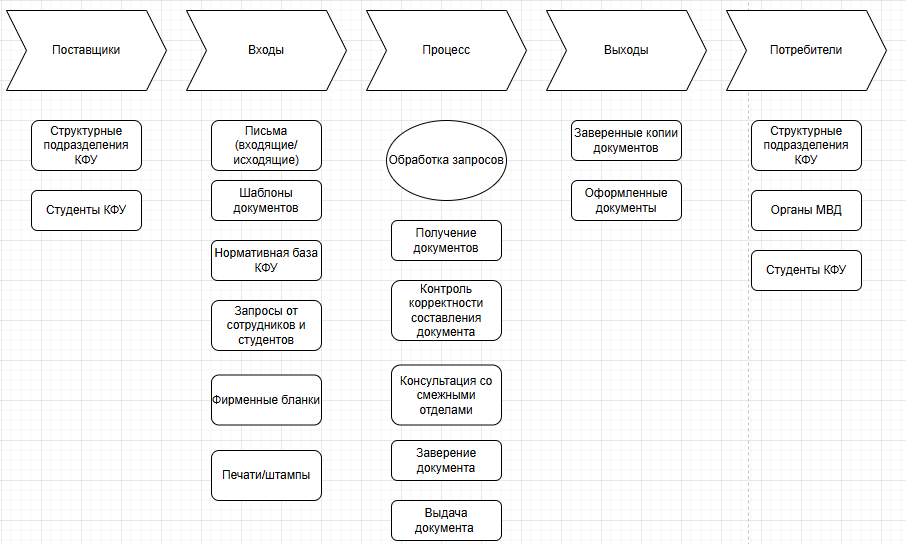 Поставщики
Входы
Процесс
Выходы
Потребители
Структурные
подразделения
КФУ
Студенты КФУ
Письма
(входящие/
исходящие)
Шаблоны
документов
Нормативная база
КФУ
Запросы от
сотрудников и
студентов
Фирменные бланки
Печати/штампы
Обработка запросов
Получение
документов
Контроль
корректности
составления
документа
Консультация со
смежными
отделами
Заверение
документа
Выдача
документа
Заверенные копии
документов
Оформленные
документы
Структурные
подразделения
КФУ
Органы МВД
Студенты КФУ